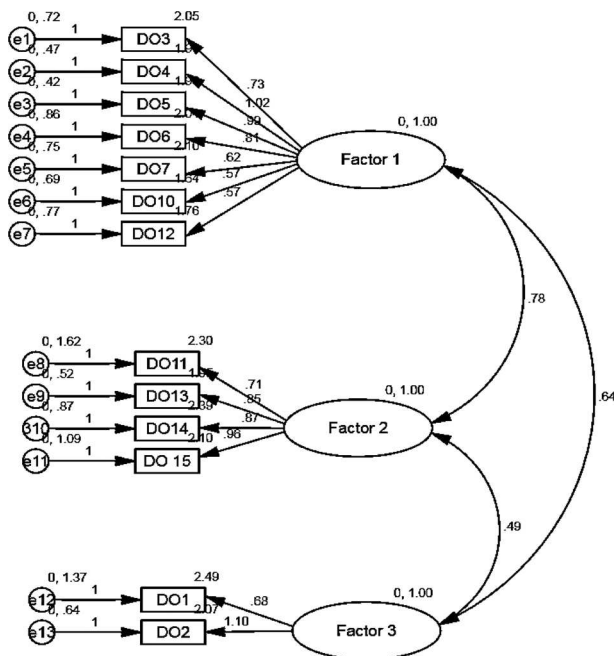 0, .72
2.05
e1 1 DO3
0, .47
e2 1 DO4 .73
0, .42
e3 1 DO5 1.02
0, .86
.99
e4 1 DO6 .81 0, 1.00
0, .75
2.10
Factor 1
e5 1 DO7 .62
0, .69
.57
e6 1 DO10
0, .77
1.76 .57
e7 1 DO12
.78
.64
0, 1.62
2.30
e8 1 DO11 .71
0, .52
e9 1 DO13 .85 0, 1.00
0, .87
2.39
310 1 DO14 .87 Factor 2
0, 1.09
2.10 .96
e11 1 DO 15
.49
0, 1.37
2.49
e12 1 DO1 .68 0, 1.00
0, .64
2.07
e13 1 DO2 1.10 Factor 3